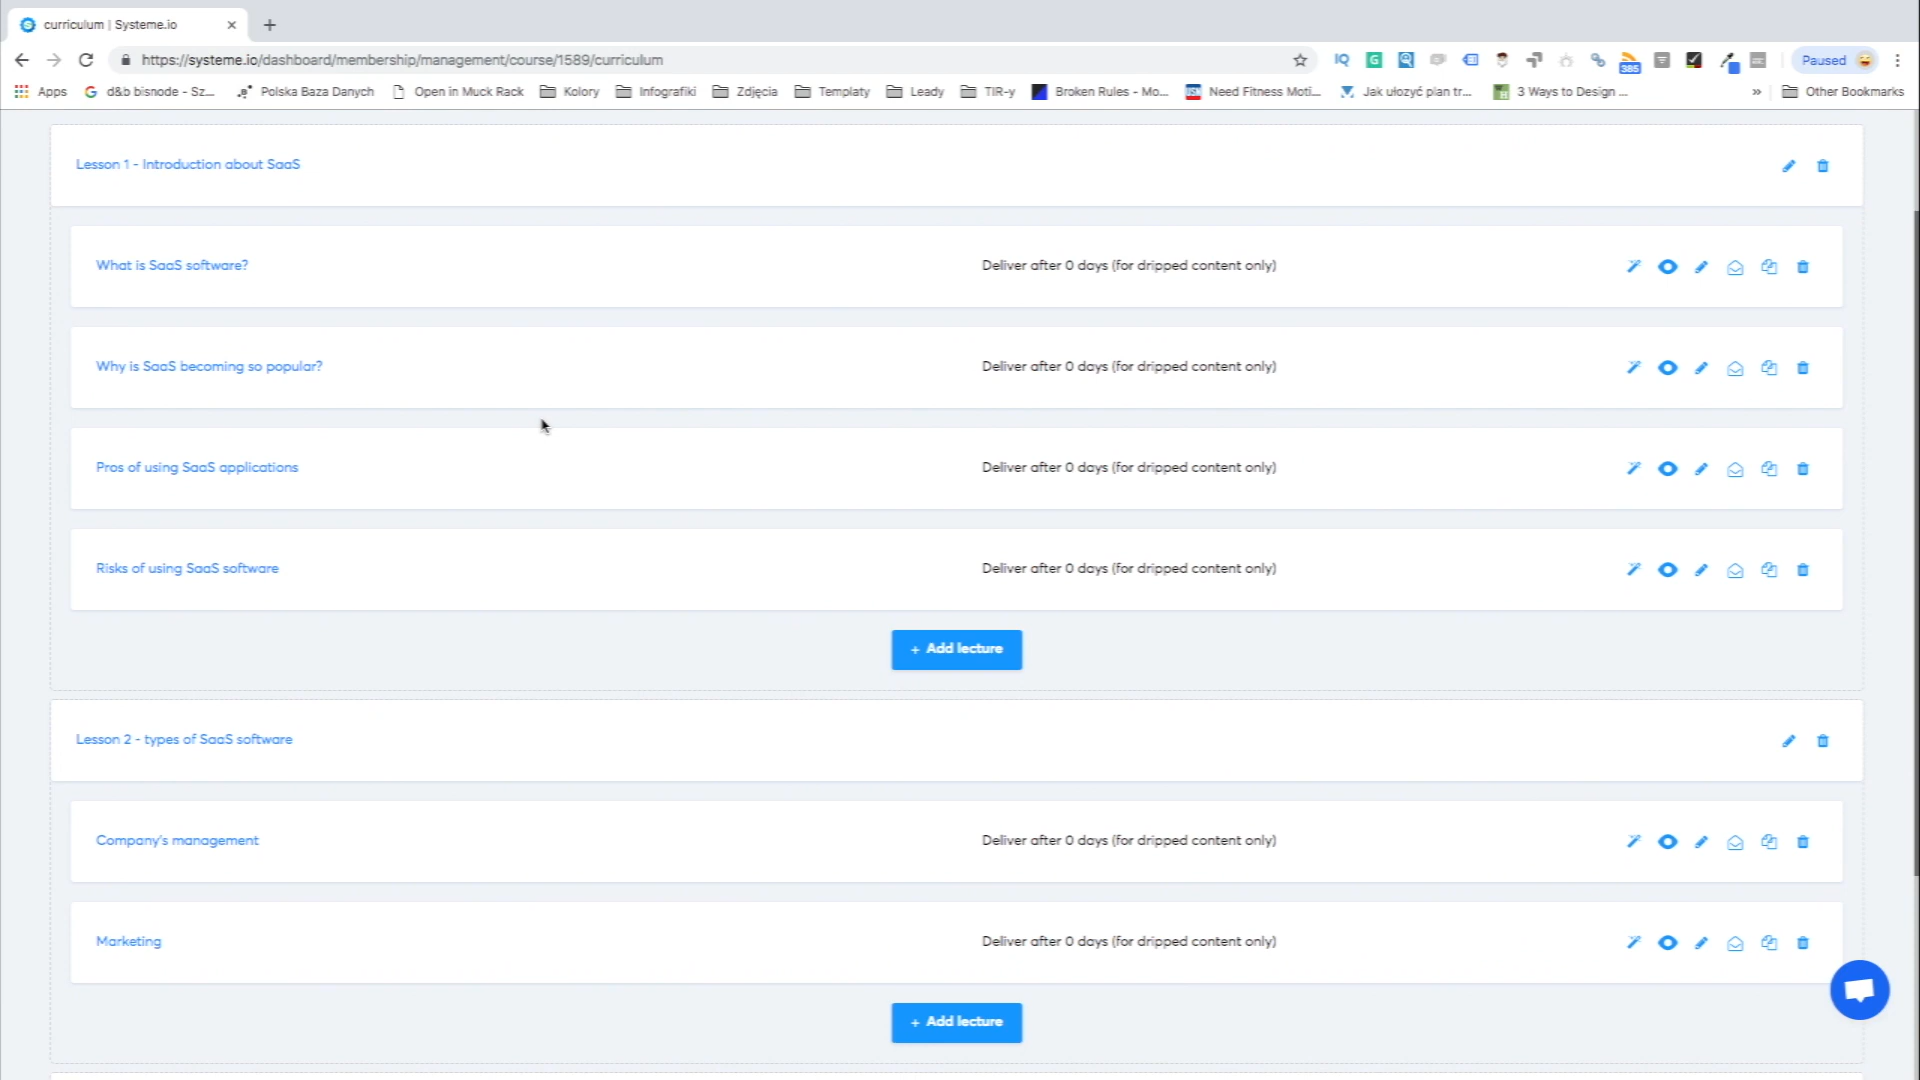 curriculum | Systeme.io
https://systeme.io/dashboard/membership/management/course/1589/curriculum
IQ
G
385
Paused
Apps
G d&b bisnode - Sz...
Polska Baza Danych
Open in Muck Rack
Kolory
Infografiki
Zdjęcia
Templaty
Leady
TIR-y
Broken Rules - Mo...
Need Fitness Moti...
Jak ułożyć plan tr...
3 Ways to Design ...
»
Other Bookmarks
Lesson 1 - Introduction about SaaS
What is SaaS software?
Deliver after 0 days (for dripped content only)
Why is SaaS becoming so popular?
Deliver after 0 days (for dripped content only)
Pros of using SaaS applications
Deliver after 0 days (for dripped content only)
Risks of using SaaS software
Deliver after 0 days (for dripped content only)
+ Add lecture
Lesson 2 - types of SaaS software
Company's management
Deliver after 0 days (for dripped content only)
Marketing
Deliver after 0 days (for dripped content only)
+ Add lecture